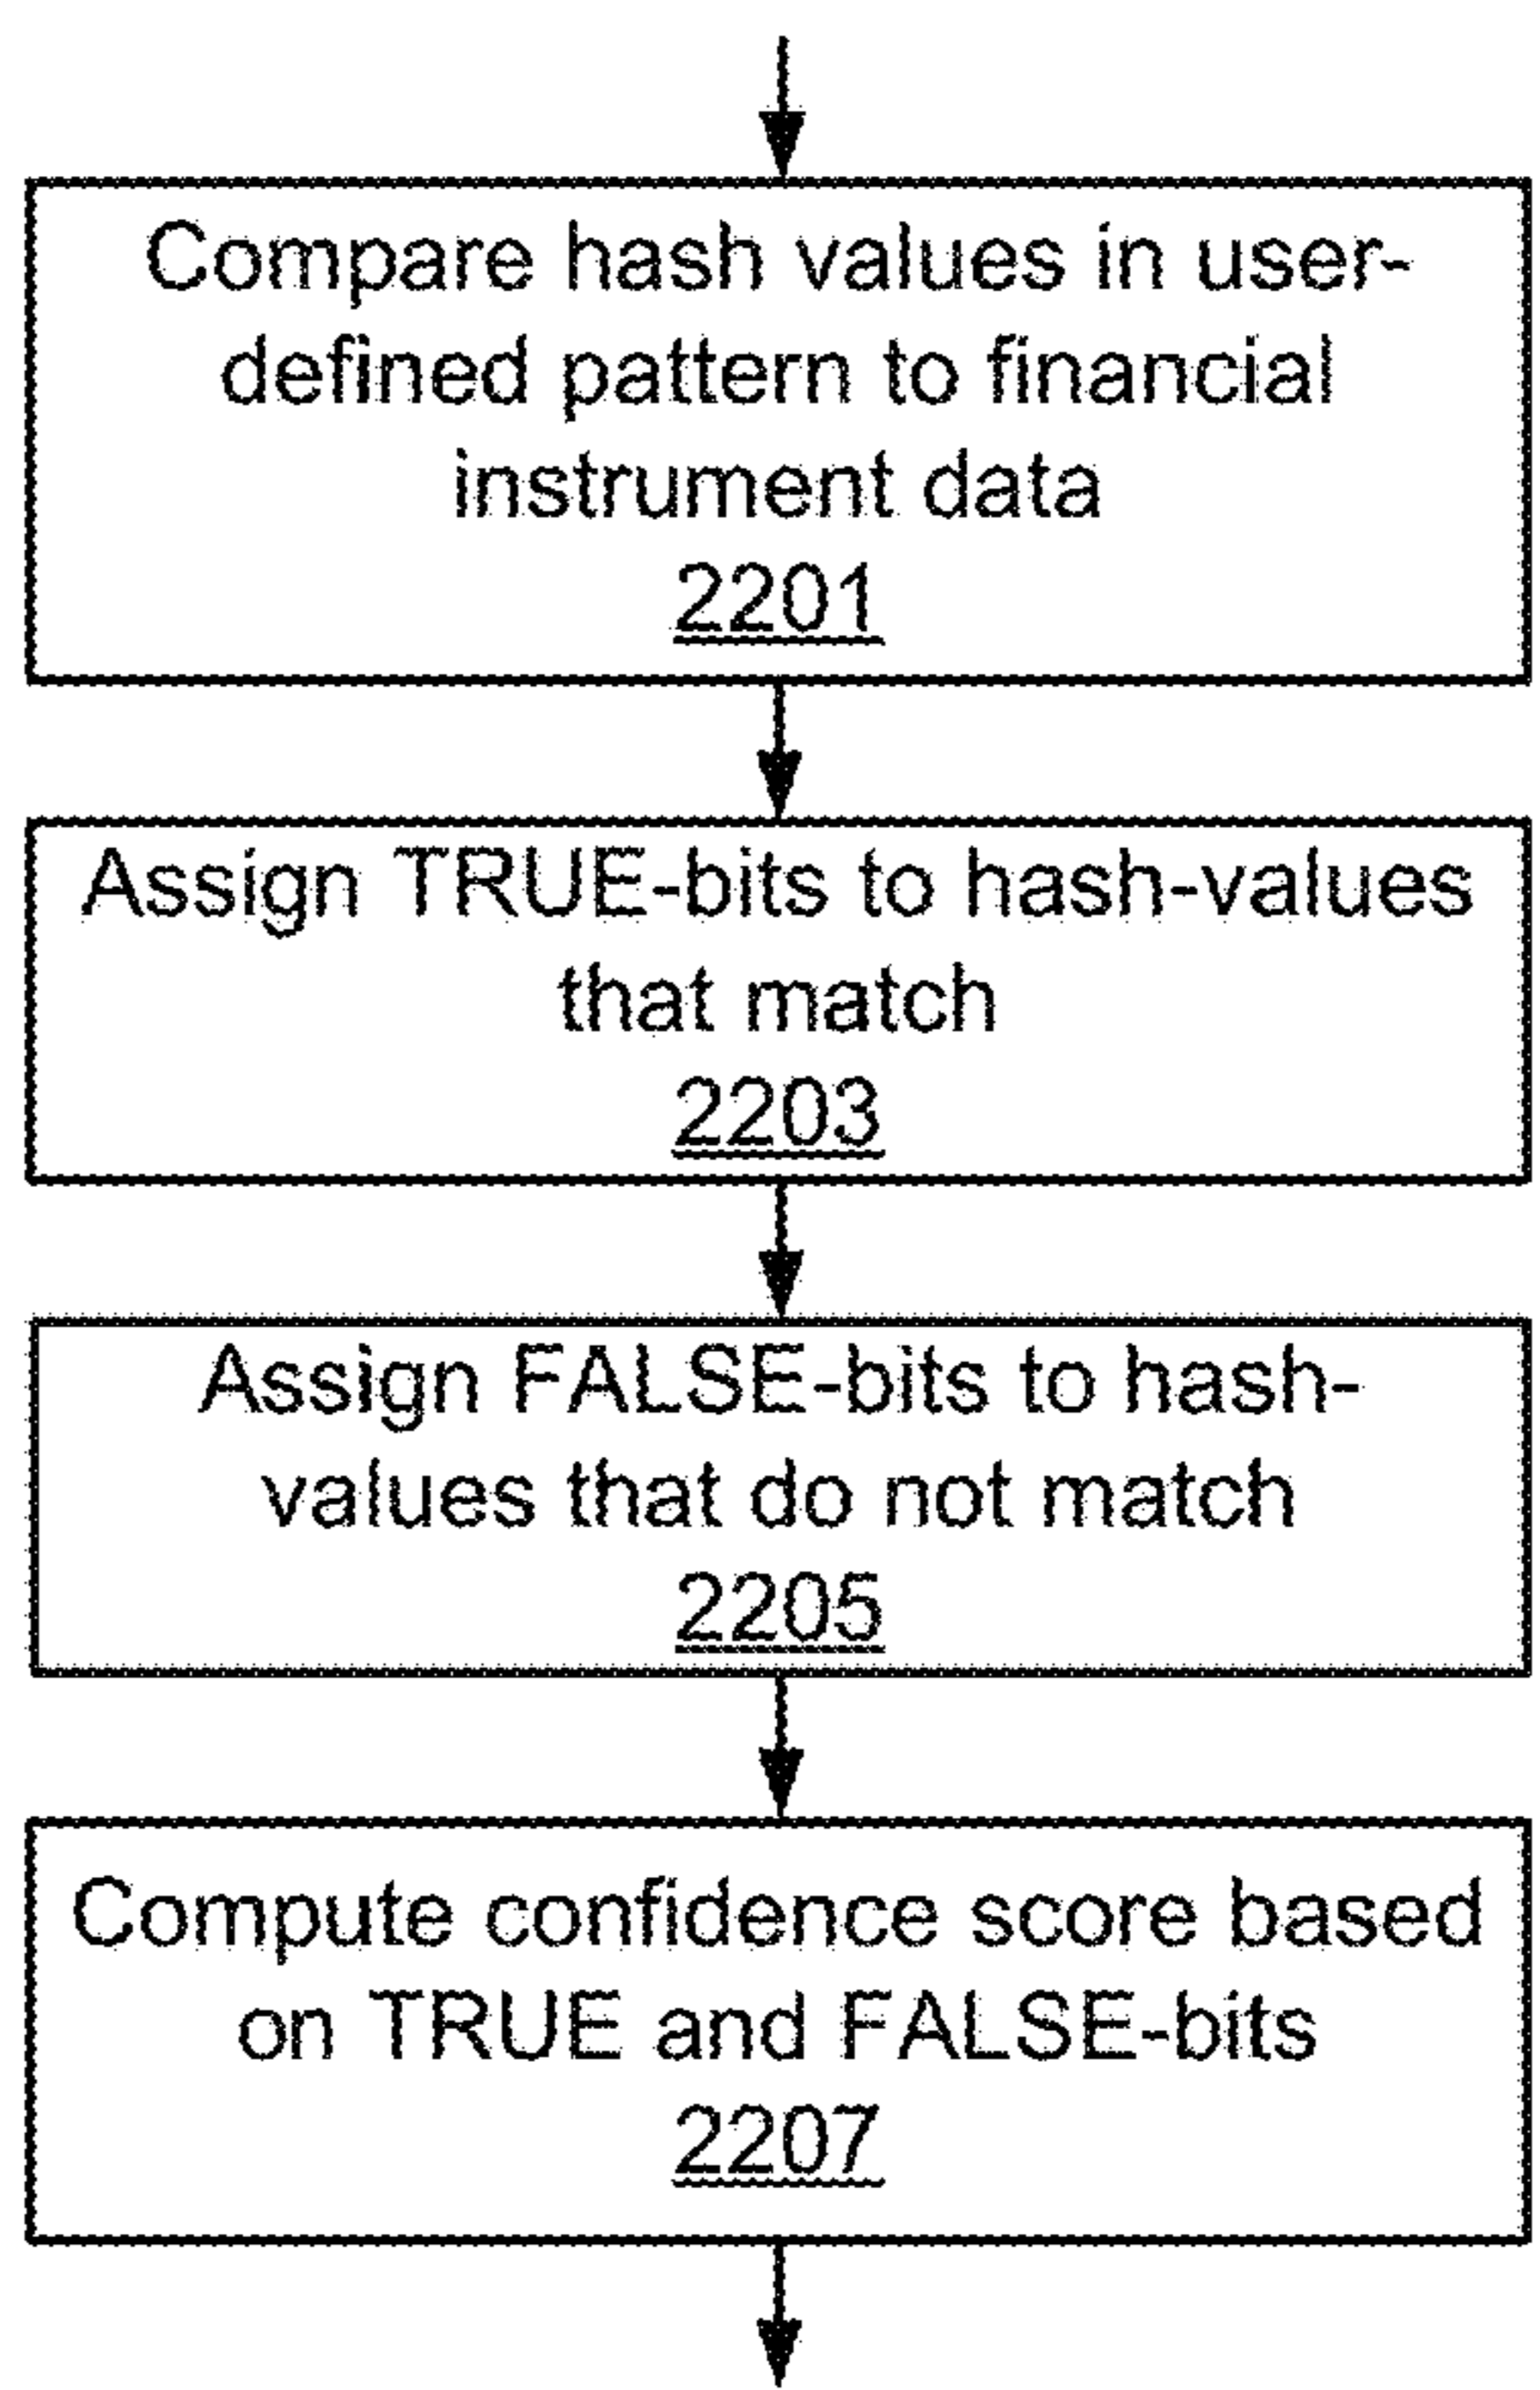 Compare hash values in user-
defined pattern to financial
instrument data
2201
Assign TRUE-bits to hash-values
that match
2203
Assign FALSE-bits to hash-
values that do not match
2205
Compute confidence score based
on TRUE and FALSE-bits
2207